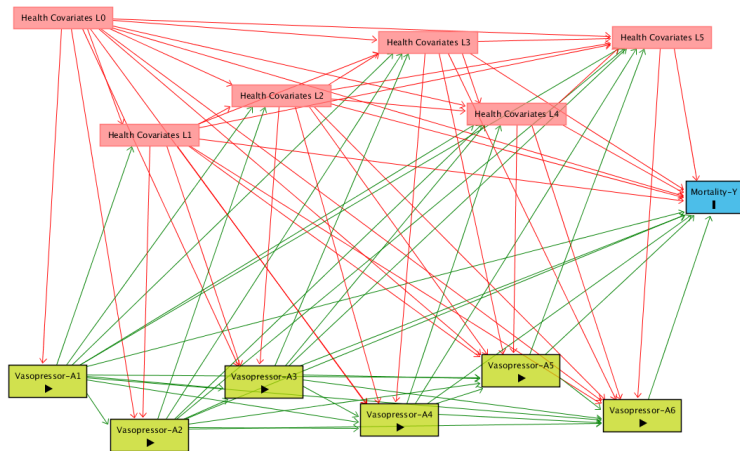 Health Covariates L0
Health Covariates L3
Health Covariates L5
Health Covariates L2
Health Covariates L4
Health Covariates L1
Mortality-Y
Vasopressor-A1
Vasopressor-A3
Vasopressor-A5
Vasopressor-A2
Vasopressor-A4
Vasopressor-A6